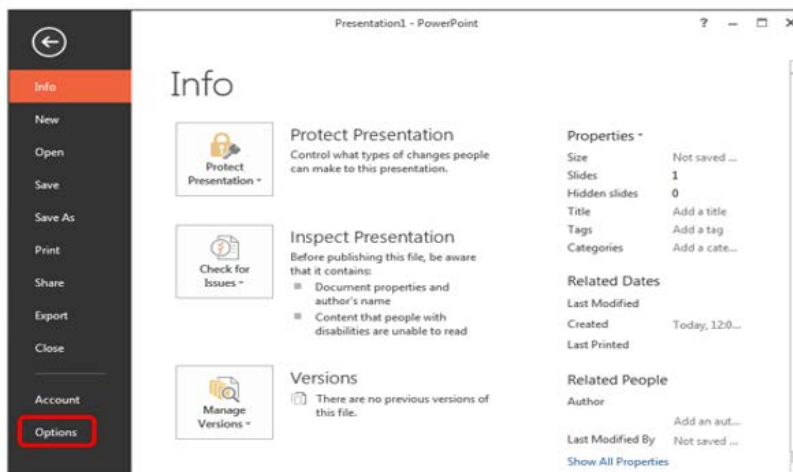 Presentation1 - PowerPoint
?
Info
New
Open
Save
Save As
Print
Share
Export
Close
Account
Options
Info
Protect
Presentation
Protect Presentation
Control what types of changes people
can make to this presentation.
Check for
Issues
Inspect Presentation
Before publishing this file, be aware
that it contains:
Document properties and
author's name
Content that people with
disabilities are unable to read
Manage
Versions
Versions
There are no previous versions of
this file.
Properties
Size Not saved ...
Slides 1
Hidden slides 0
Title Add a title
Tags Add a tag
Categories Add a cate...
Related Dates
Last Modified
Created Today, 12:0...
Last Printed
Related People
Author
Add an aut...
Last Modified By Not saved ...
Show All Properties